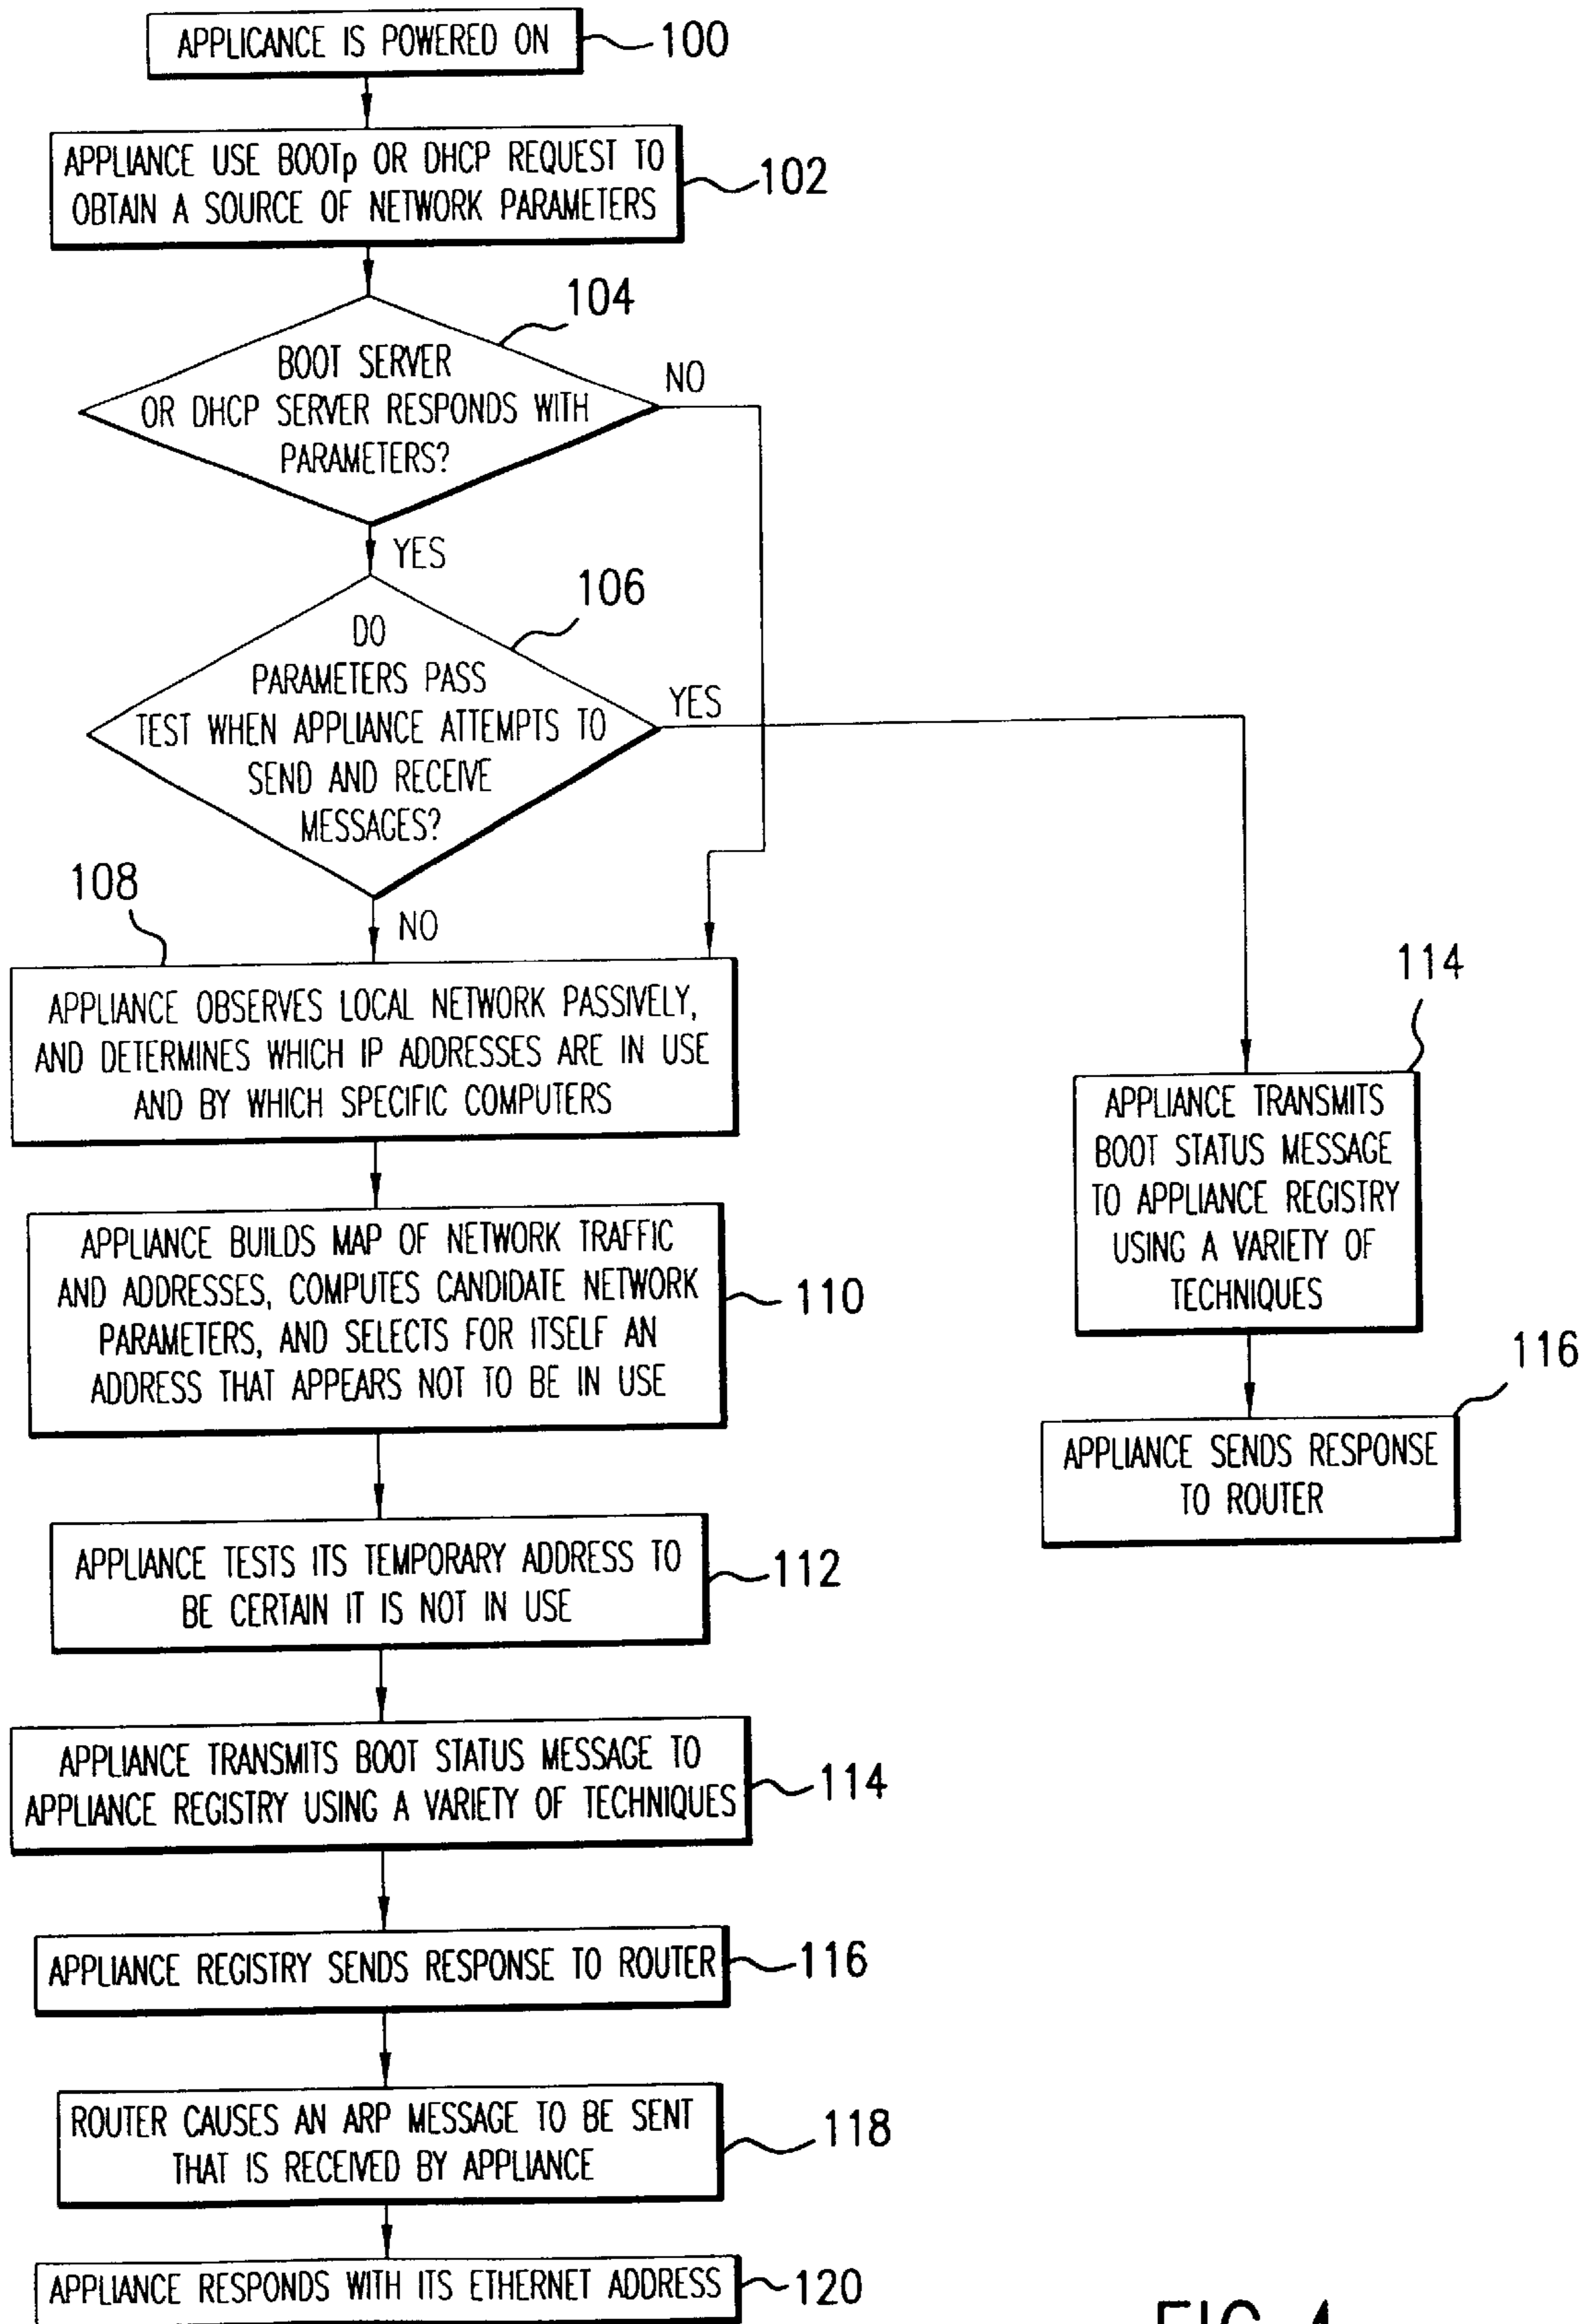 APPLICANCE IS POWERED ON
100
APPLIANCE USE BOOTp OR DHCP REQUEST TO
OBTAIN A SOURCE OF NETWORK PARAMETERS
102
104
BOOT SERVER
OR DHCP SERVER RESPONDS WITH
PARAMETERS?
NO
YES
106
DO
PARAMETERS PASS
TEST WHEN APPLIANCE ATTEMPTS TO
SEND AND RECEIVE
MESSAGES?
YES
NO
108
APPLIANCE OBSERVES LOCAL NETWORK PASSIVELY,
AND DETERMINES WHICH IP ADDRESSES ARE IN USE
AND BY WHICH SPECIFIC COMPUTERS
APPLIANCE BUILDS MAP OF NETWORK TRAFFIC
AND ADDRESSES, COMPUTES CANDIDATE NETWORK
PARAMETERS, AND SELECTS FOR ITSELF AN
ADDRESS THAT APPEARS NOT TO BE IN USE
110
APPLIANCE TESTS ITS TEMPORARY ADDRESS TO
BE CERTAIN IT IS NOT IN USE
112
APPLIANCE TRANSMITS BOOT STATUS MESSAGE TO
APPLIANCE REGISTRY USING A VARIETY OF TECHNIQUES
114
APPLIANCE REGISTRY SENDS RESPONSE TO ROUTER
116
ROUTER CAUSES AN ARP MESSAGE TO BE SENT
THAT IS RECEIVED BY APPLIANCE
118
APPLIANCE RESPONDS WITH ITS ETHERNET ADDRESS
120
114
APPLIANCE TRANSMITS
BOOT STATUS MESSAGE
TO APPLIANCE REGISTRY
USING A VARIETY OF
TECHNIQUES
116
APPLIANCE SENDS RESPONSE
TO ROUTER